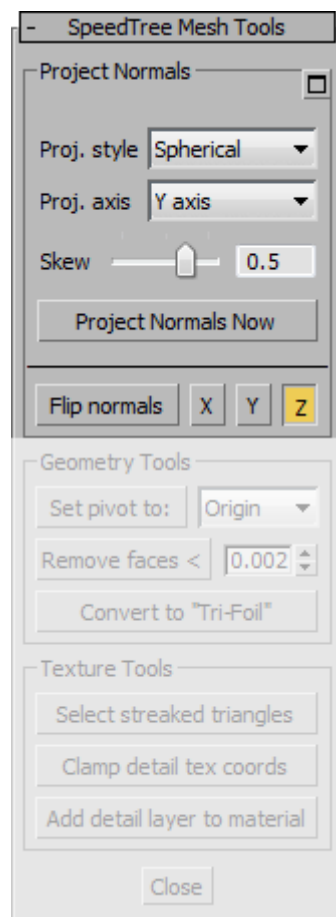 - SpeedTree Mesh Tools
Project Normals
Proj. style Spherical
Proj. axis Y axis
Skew 0.5
Project Normals Now
Flip normals X Y Z
Geometry Tools
Set pivot to: Origin
Remove faces < 0.002
Convert to "Tri-Foil"
Texture Tools
Select streaked triangles
Clamp detail tex coords
Add detail layer to material
Close